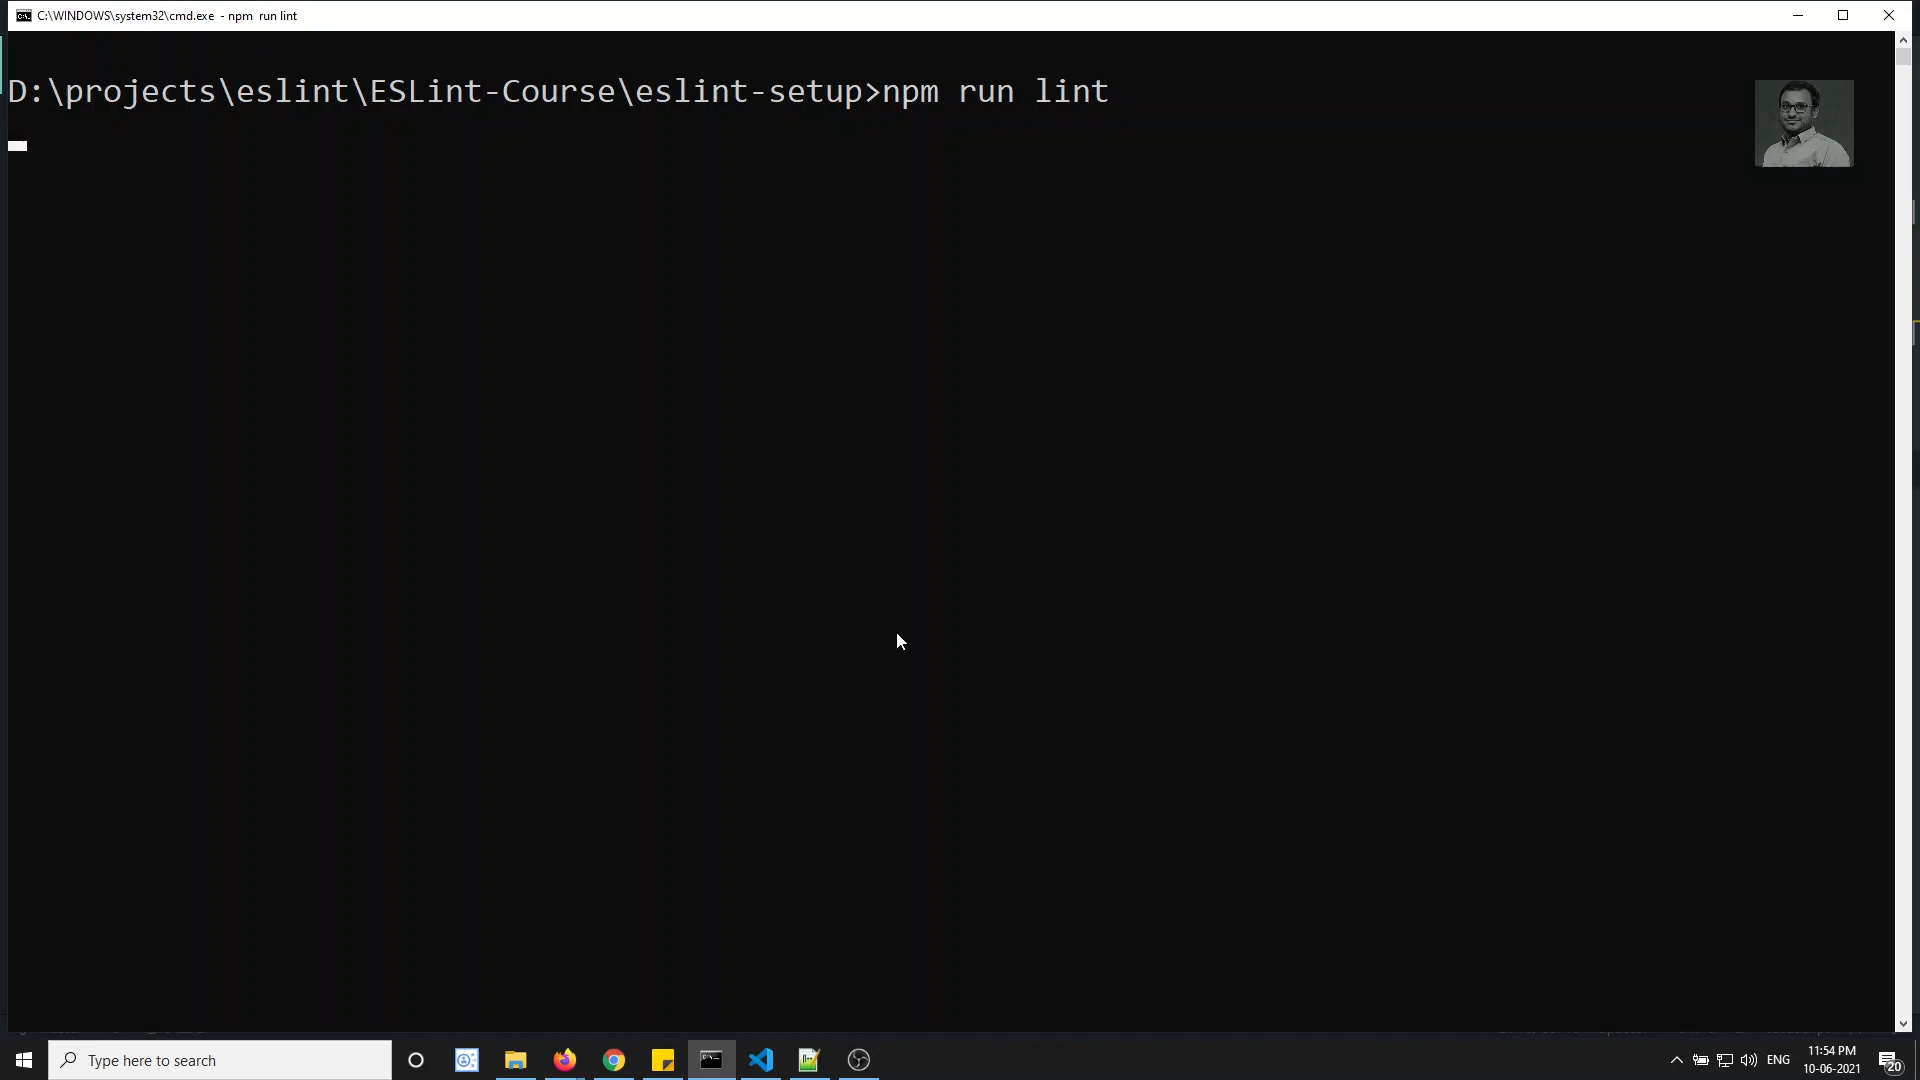 C:\WINDOWS\system32\cmd.exe - npm run lint
D:\projects\eslint\ESLint-Course\eslint-setup>npm run lint
Type here to search
ENG
11:54 PM
10-06-2021
20